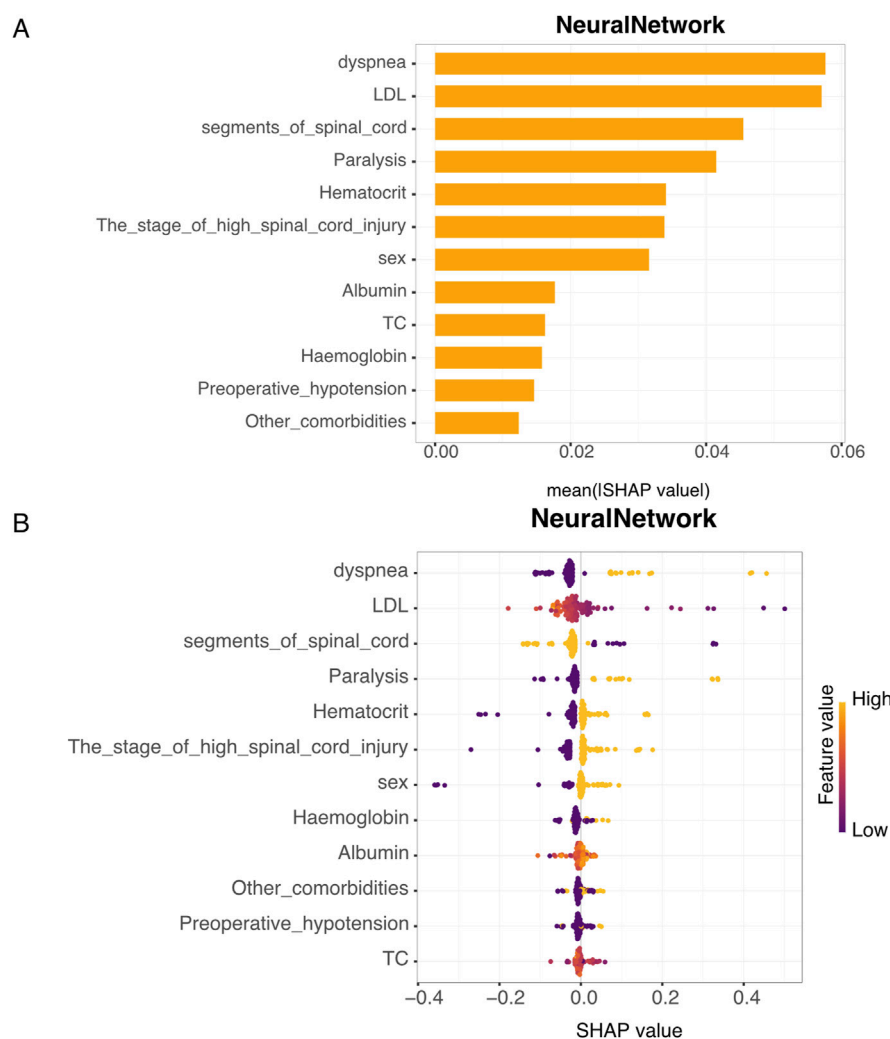 A
NeuralNetwork
dyspnea
LDL
segments_of_spinal_cord
Paralysis
Hematocrit
The_stage_of_high_spinal_cord_injury
sex
Albumin
TC
Haemoglobin
Preoperative_hypotension
Other_comorbidities
0.00 0.02 0.04 0.06
mean(|SHAP value|)
B
NeuralNetwork
dyspnea
LDL
segments_of_spinal_cord
Paralysis
Hematocrit
The_stage_of_high_spinal_cord_injury
sex
Haemoglobin
Albumin
Other_comorbidities
Preoperative_hypotension
TC
−0.4 −0.2 0.0 0.2 0.4
SHAP value
High
Feature value
Low